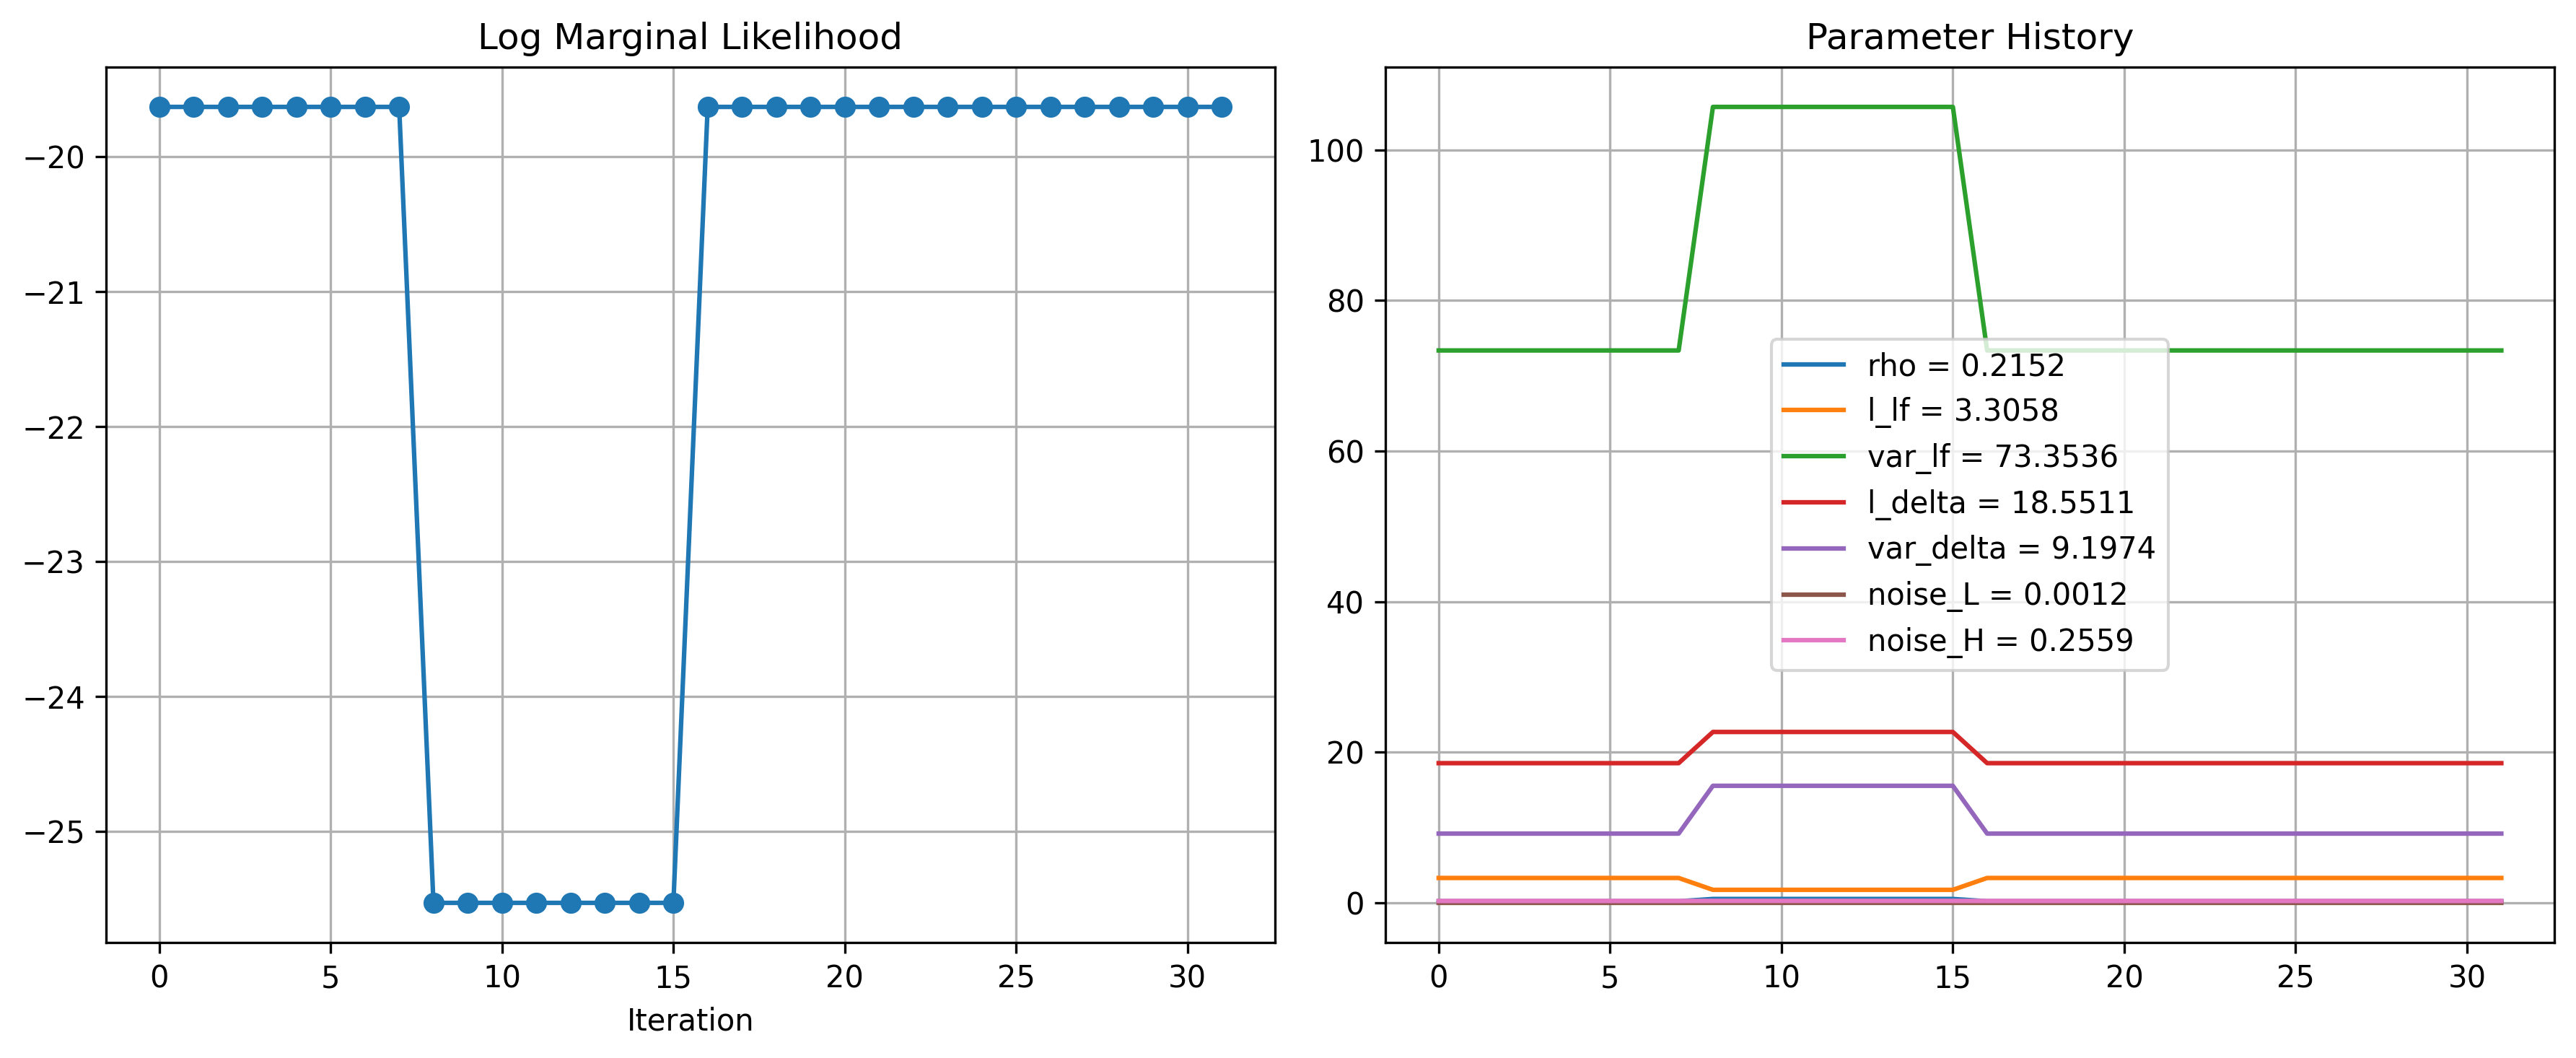 Log Marginal Likelihood
−20
−21
−22
−23
−24
−25
0 5 10 15 20 25 30
Iteration
Parameter History
100
80
60
40
20
0
rho = 0.2152
l_lf = 3.3058
var_lf = 73.3536
l_delta = 18.5511
var_delta = 9.1974
noise_L = 0.0012
noise_H = 0.2559
0 5 10 15 20 25 30